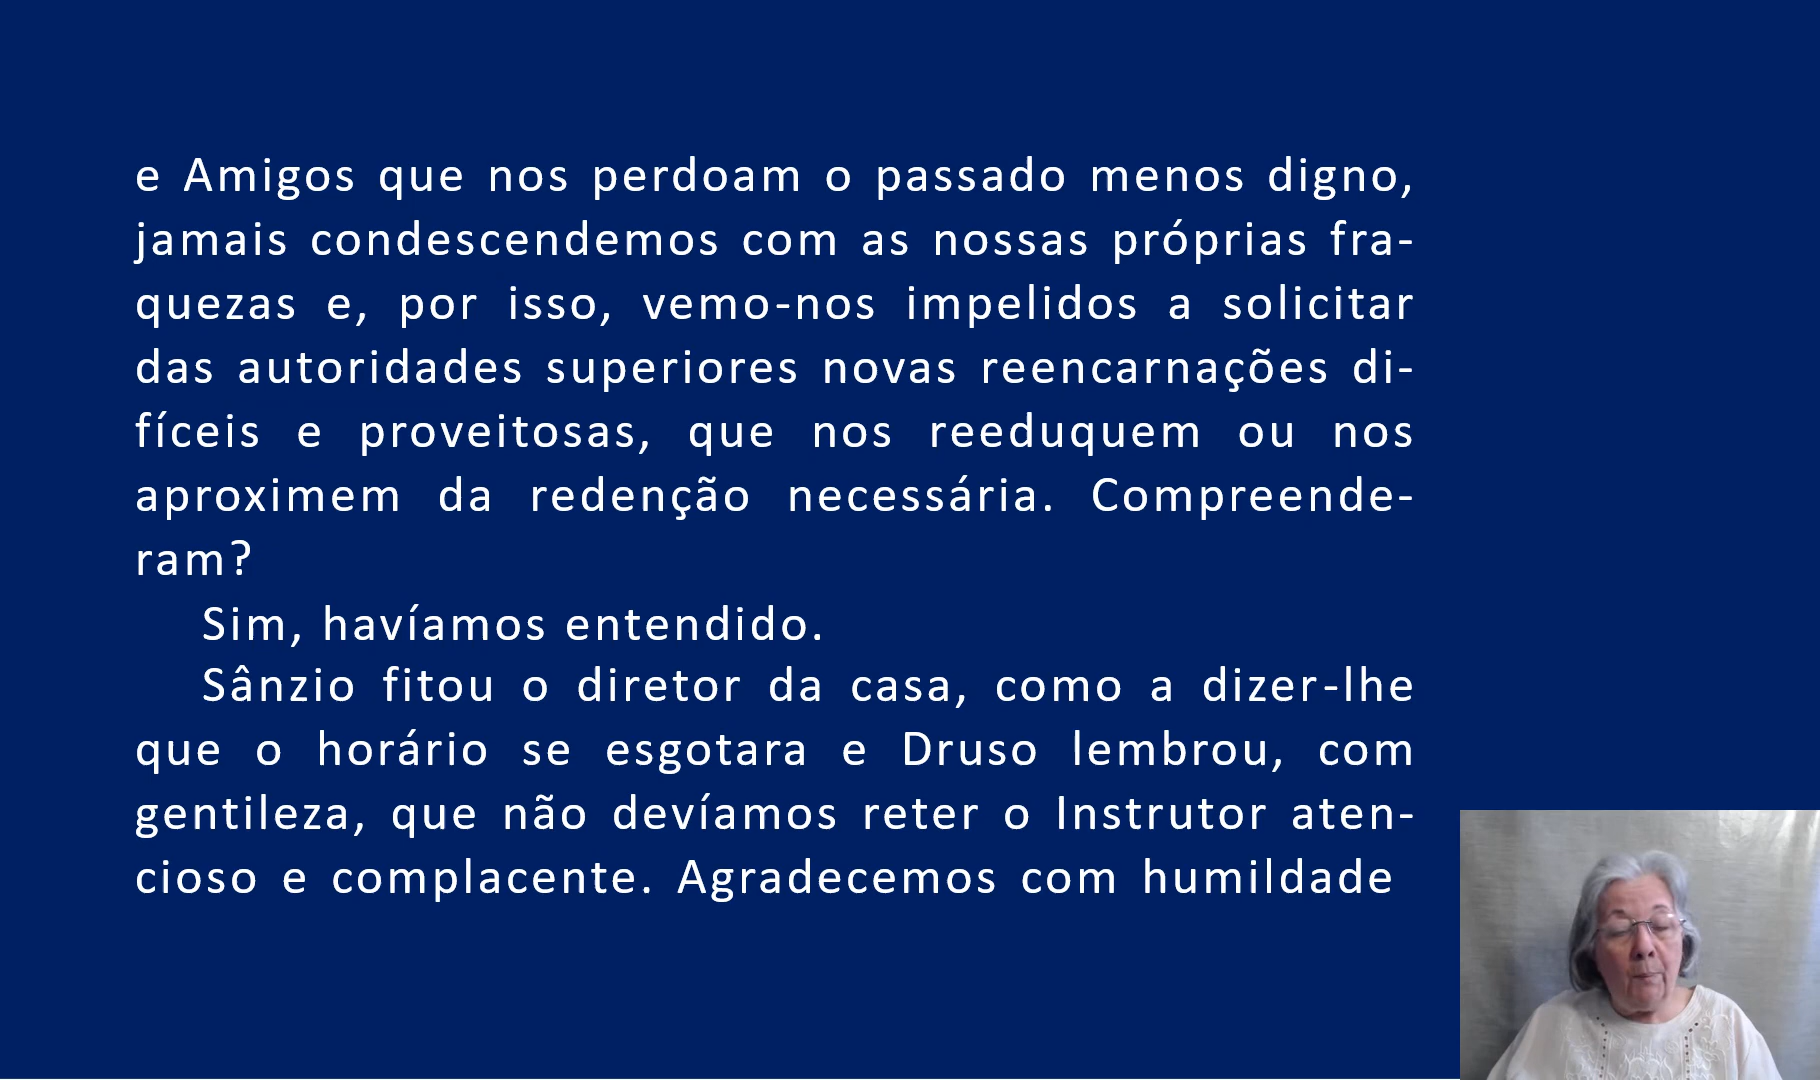 e Amigos que nos perdoam o passado menos digno,
jamais condescendemos com as nossas próprias fra-
quezas e, por isso, vemo-nos impelidos a solicitar
das autoridades superiores novas reencarnações di-
fíceis e proveitosas, que nos reeduquem ou nos
aproximem da redenção necessária. Compreende-
ram?
Sim, havíamos entendido.
Sânzio fitou o diretor da casa, como a dizer-lhe
que o horário se esgotara e Druso lembrou, com
gentileza, que não devíamos reter o Instrutor aten-
cioso e complacente. Agradecemos com humildade